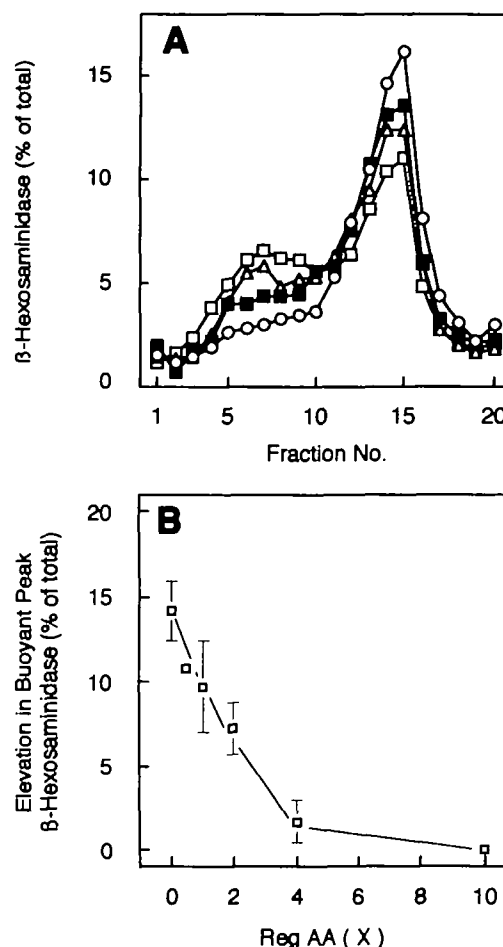 A
ß-Hexosaminidase (% of total)
15
10
5
0
1 5 10 15 20
Fraction No.
B
Elevation in Buoyant Peak
ß-Hexosaminidase (% of total)
20
15
10
5
0
0 2 4 6 8 10
Reg AA ( X )